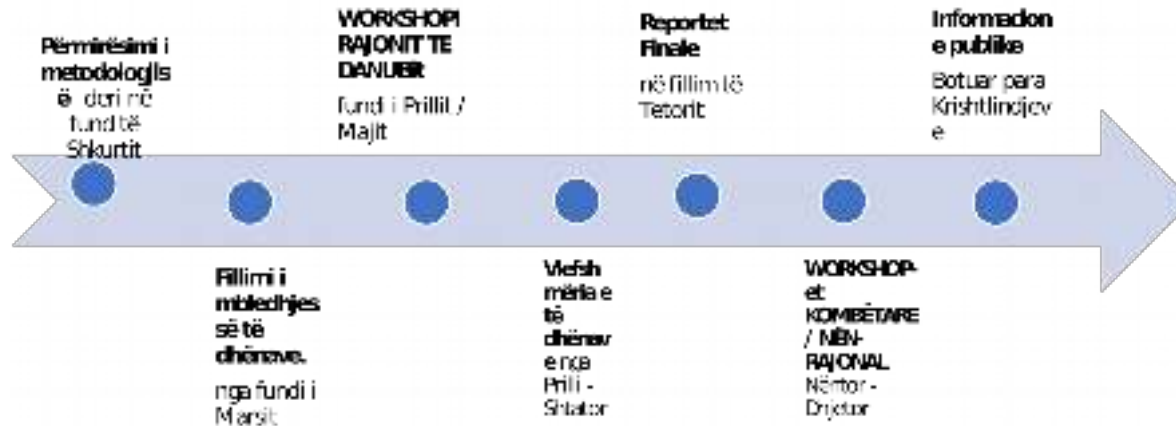 Përmirësimi i
metodologjis
ë deri në
fund të
Shkurtit
Fillimi i
mbledhjes
së të
dhënave.
nga fundi i
Marsit
WORKSHOPI
RAJONIT TE
DANUBR
fundi i Prillit /
Majit
Vlefsh
mëria e
të
dhënav
e nga
Prilli -
Shtator
Reportet
Finale
në fillim të
Tetorit
WORKSHOP-
et
KOMBËTARE
/ NËN-
RAJONAL
Nëntor -
Dhjetor
Informacion
e publike
Botuar para
Krishtlindjev
e